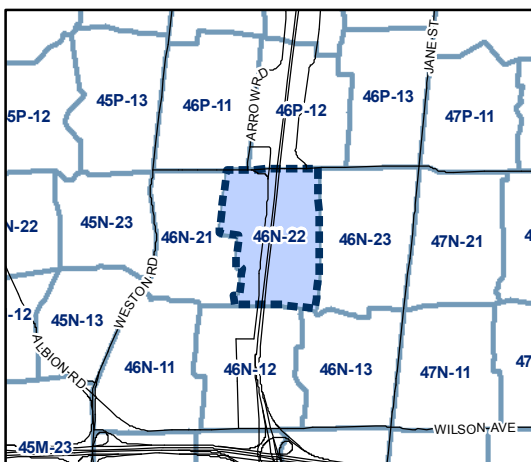 JANE ST
ARROW RD
45P-13
46P-11
46P-12
46P-13
47P-11
5P-12
N-22
45N-23
46N-21
46N-22
46N-23
47N-21
4
WESTON RD
-12
45N-13
ALBION RD
46N-11
46N-12
46N-13
47N-11
47
WILSON AVE
45M-23